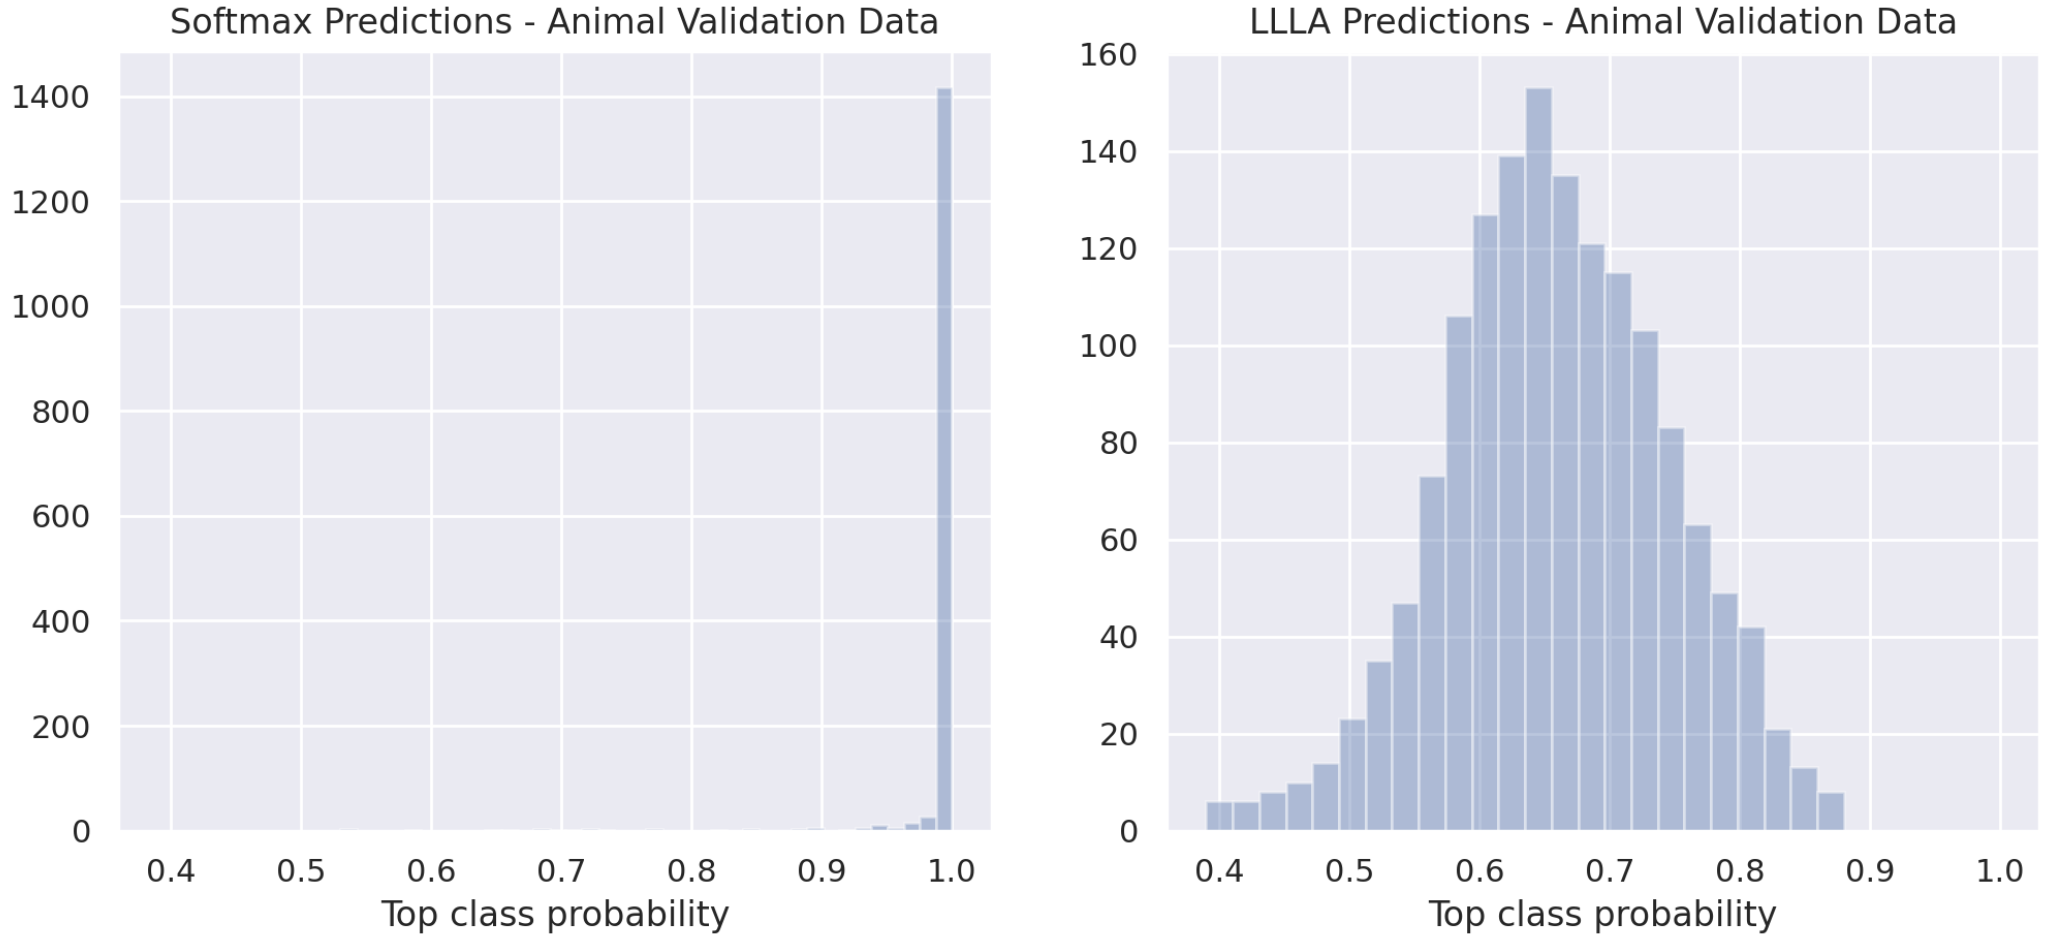 Softmax Predictions - Animal Validation Data
1400
1200
1000
800
600
400
200
0
0.4 0.5 0.6 0.7 0.8 0.9 1.0
Top class probability
LLLA Predictions - Animal Validation Data
160
140
120
100
80
60
40
20
0
0.4 0.5 0.6 0.7 0.8 0.9 1.0
Top class probability